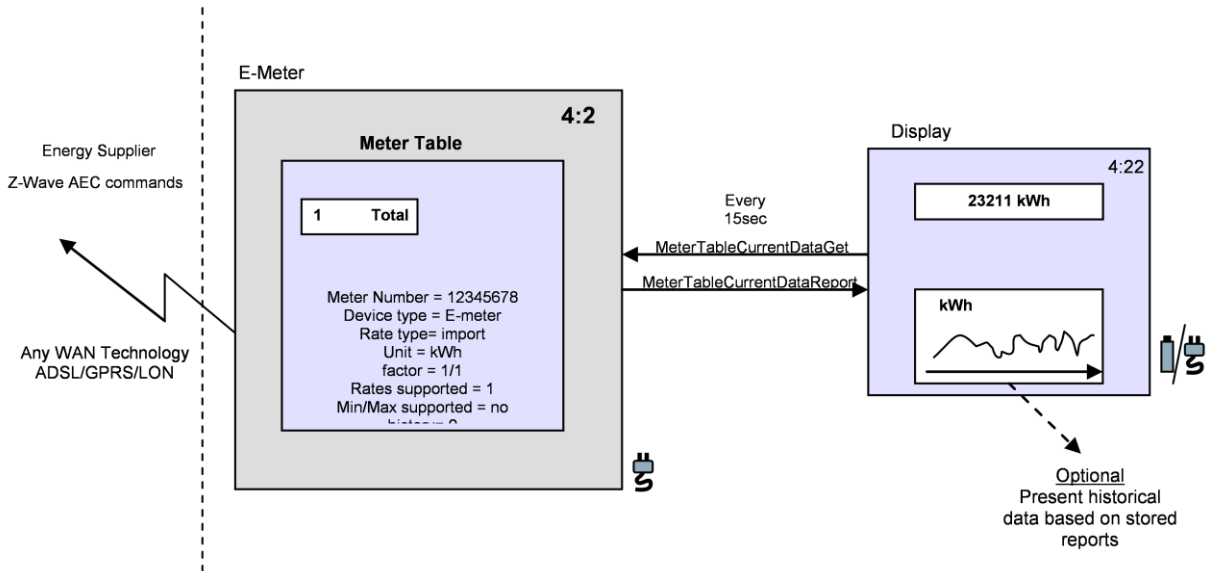 E-Meter
4:2
Meter Table
1 Total
Meter Number = 12345678
Device type = E-meter
Rate type= import
Unit = kWh
factor = 1/1
Rates supported = 1
Min/Max supported = no
Energy Supplier
Z-Wave AEC commands
Any WAN Technology
ADSL/GPRS/LON
Every
15sec
MeterTableCurrentDataGet
MeterTableCurrentDataReport
Display
4:22
23211 kWh
kWh
Optional
Present historical
data based on stored
reports